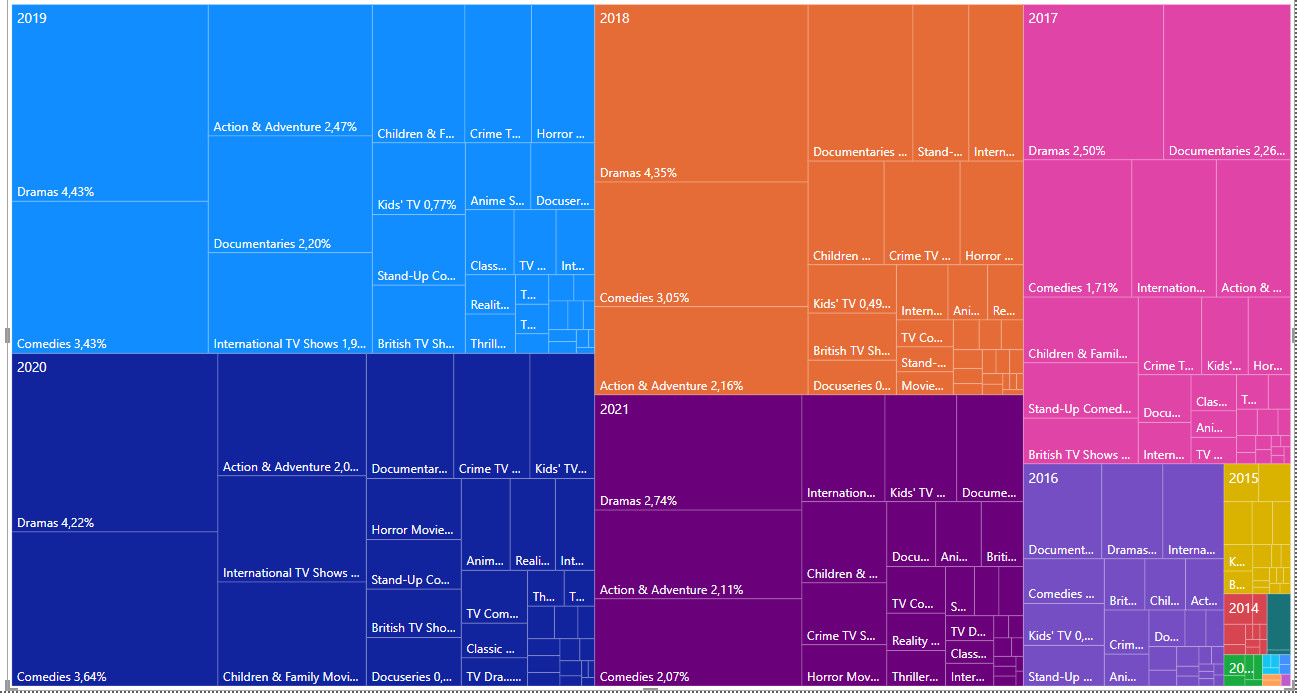 2019
Dramas 4,43%
Comedies 3,43%
Action & Adventure 2,47%
Documentaries 2,20%
International TV Shows 1,9...
Children & F...
Kids' TV 0,77%
Stand-Up Co...
British TV Sh...
Crime T...
Horror ...
Anime S...
Docuser...
Class...
TV ...
Int...
Realit...
T...
T...
Thrill...
2020
Dramas 4,22%
Comedies 3,64%
Action & Adventure 2,0...
International TV Shows ...
Children & Family Movi...
Documentar...
Crime TV ...
Kids' TV...
Horror Movie...
Stand-Up Co...
British TV Sho...
Docuseries 0,...
Anim...
Reali...
Int...
TV Com...
Classic ...
TV Dra......
Th...
T...
2018
Dramas 4,35%
Comedies 3,05%
Action & Adventure 2,16%
Documentaries ...
Stand-...
Intern...
Children ...
Crime TV ...
Horror ...
Kids' TV 0,49...
British TV Sh...
Docuseries 0...
Intern...
Ani...
Re...
TV Co...
Stand-...
Movie...
2021
Dramas 2,74%
Action & Adventure 2,11%
Comedies 2,07%
Internation...
Kids' TV ...
Docume...
Children & ...
Crime TV S...
Horror Mov...
Docu...
Ani...
Briti...
TV Co...
S...
Reality ...
TV D...
Class...
Thriller...
Inter...
2017
Dramas 2,50%
Documentaries 2,26...
Comedies 1,71%
Internation...
Action & ...
Children & Famil...
Stand-Up Comed...
British TV Shows ...
Crime T...
Kids'...
Hor...
Docu...
Clas...
T...
Ani...
Intern...
TV ...
2016
Document...
Dramas...
Interna...
Comedies ...
Kids' TV 0,...
Stand-Up ...
Brit...
Chil...
Act...
Crim...
Do...
Ani...
2015
K...
B...
2014
20...